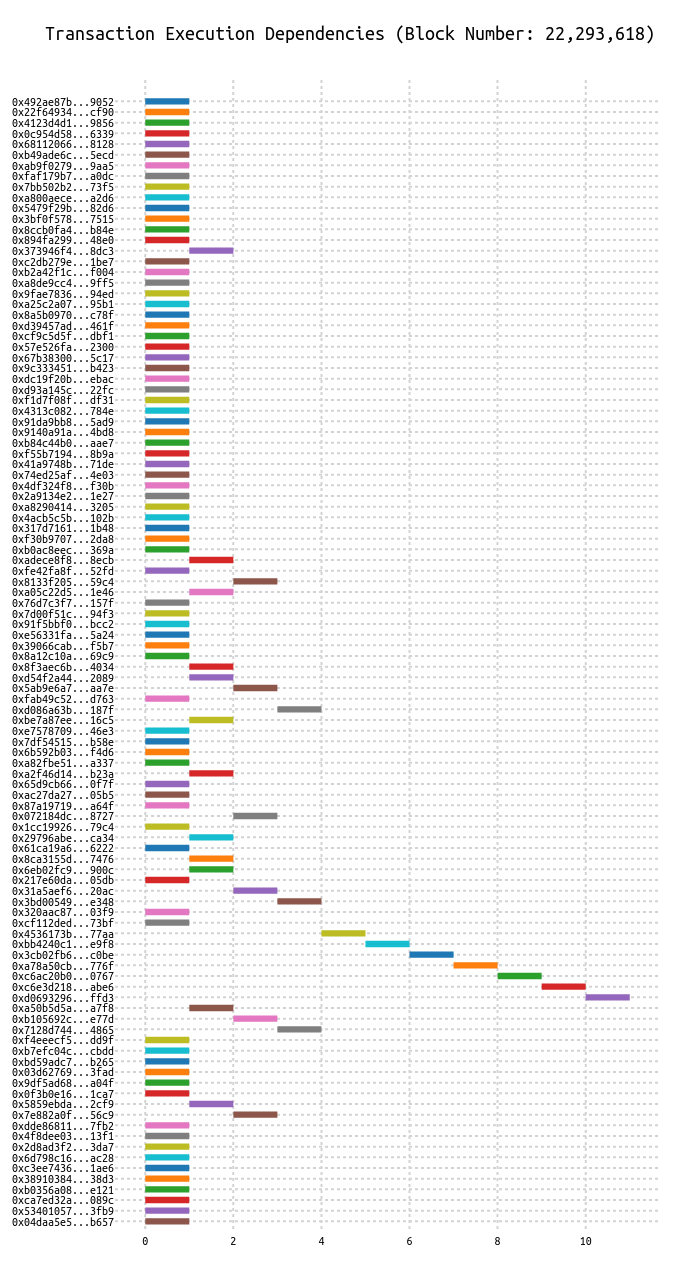 Transaction Execution Dependencies (Block Number: 22,293,618)
0x492ae87b...9052
0x22f64934...cf90
0x4123d4d1...9856
0x0c954d58...6339
0x68112066...8128
0xb49ade6c...5ecd
0xab9f0279...9aa5
0xfaf179b7...a0dc
0x7bb502b2...73f5
0xa800aece...a2d6
0x5479f29b...82d6
0x3bf0f578...7515
0x8ccb0fa4...b84e
0x894fa299...48e0
0x373946f4...8dc3
0xc2db279e...1be7
0xb2a42f1c...f004
0xa8de9cc4...9ff5
0x9fae7836...94ed
0xa25c2a07...95b1
0x8a5b0970...c78f
0xd39457ad...461f
0xcf9c5d5f...dbf1
0x57e526fa...2300
0x67b38300...5c17
0x9c333451...b423
0xdc19f20b...ebac
0xd93a145c...22fc
0xf1d7f08f...df31
0x4313c082...784e
0x91da9bb8...5ad9
0x9140a91a...4bd8
0xb84c44b0...aae7
0xf55b7194...8b9a
0x41a9748b...71de
0x74ed25af...4e03
0x4df324f8...f30b
0x2a9134e2...1e27
0xa8290414...3205
0x4acb5c5b...102b
0x317d7161...1b48
0xf30b9707...2da8
0xb0ac8eec...369a
0xadece8f8...8ecb
0xfe42fa8f...52fd
0x8133f205...59c4
0xa05c22d5...1e46
0x76d7c3f7...157f
0x7d00f51c...94f3
0x91f5bbf0...bcc2
0xe56331fa...5a24
0x39066cab...f5b7
0x8a12c10a...69c9
0x8f3aec6b...4034
0xd54f2a44...2089
0x5ab9e6a7...aa7e
0xfab49c52...d763
0xd086a63b...187f
0xbe7a87ee...16c5
0xe7578709...46e3
0x7df54515...b58e
0x6b592b03...f4d6
0xa82fbe51...a337
0xa2f46d14...b23a
0x65d9cb66...0f7f
0xac27da27...05b5
0x87a19719...a64f
0x072184dc...8727
0x1cc19926...79c4
0x29796abe...ca34
0x61ca19a6...6222
0x8ca3155d...7476
0x6eb02fc9...900c
0x217e60da...05db
0x31a5aef6...20ac
0x3bd00549...e348
0x320aac87...03f9
0xcf112ded...73bf
0x4536173b...77aa
0xbb4240c1...e9f8
0x3cb02fb6...c0be
0xa78a50cb...776f
0xc6ac20b0...0767
0xc6e3d218...abe6
0xd0693296...ffd3
0xa50b5d5a...a7f8
0xb105692c...e77d
0x7128d744...4865
0xf4eeecf5...dd9f
0xb7efc04c...cbdd
0xbd59adc7...b265
0x03d62769...3fad
0x9df5ad68...a04f
0x0f3b0e16...1ca7
0x5859ebda...2cf9
0x7e882a0f...56c9
0xdde86811...7fb2
0x4f8dee03...13f1
0x2d8ad3f2...3da7
0x6d798c16...ac28
0xc3ee7436...1ae6
0x38910384...38d3
0xb0356a08...e121
0xca7ed32a...089c
0x53401057...3fb9
0x04daa5e5...b657
0 2 4 6 8 10